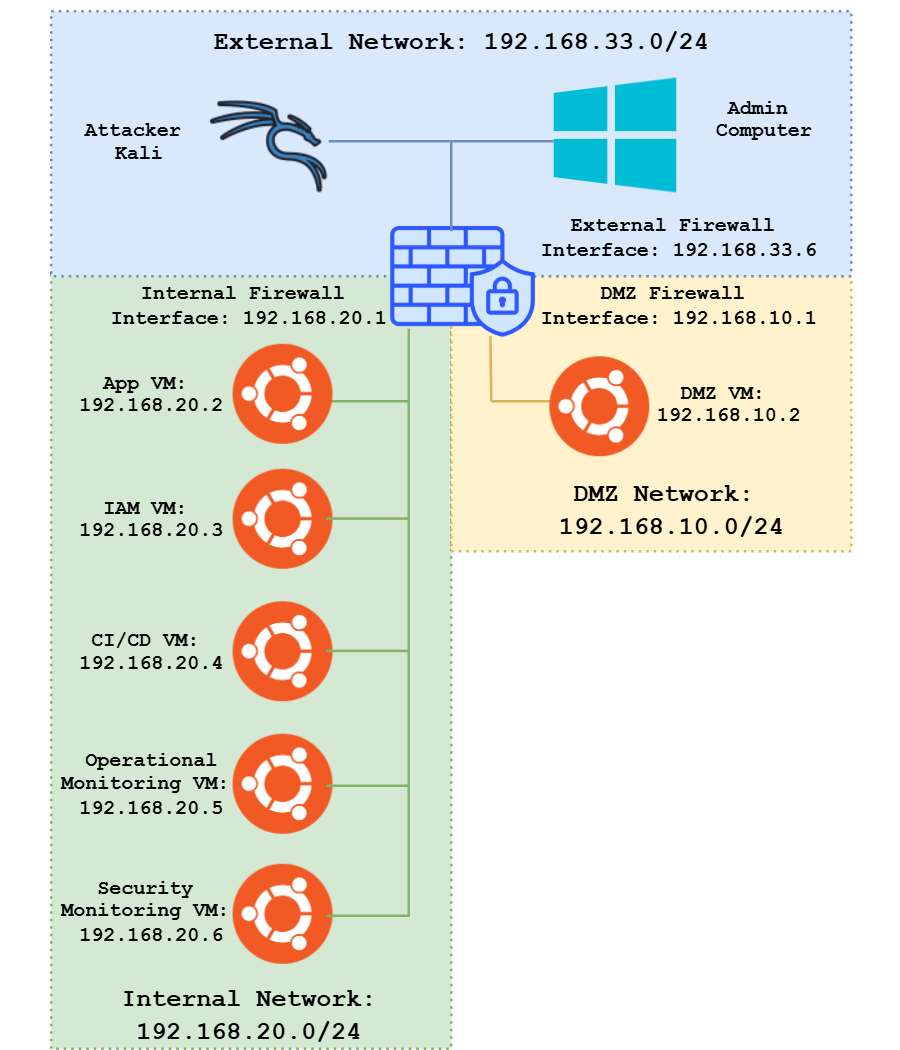 External Network: 192.168.33.0/24
Attacker
Kali
Admin
Computer
External Firewall
Interface: 192.168.33.6
Internal Firewall
Interface: 192.168.20.1
DMZ Firewall
Interface: 192.168.10.1
App VM:
192.168.20.2
DMZ VM:
192.168.10.2
DMZ Network:
192.168.10.0/24
IAM VM:
192.168.20.3
CI/CD VM:
192.168.20.4
Operational
Monitoring VM:
192.168.20.5
Security
Monitoring VM:
192.168.20.6
Internal Network:
192.168.20.0/24